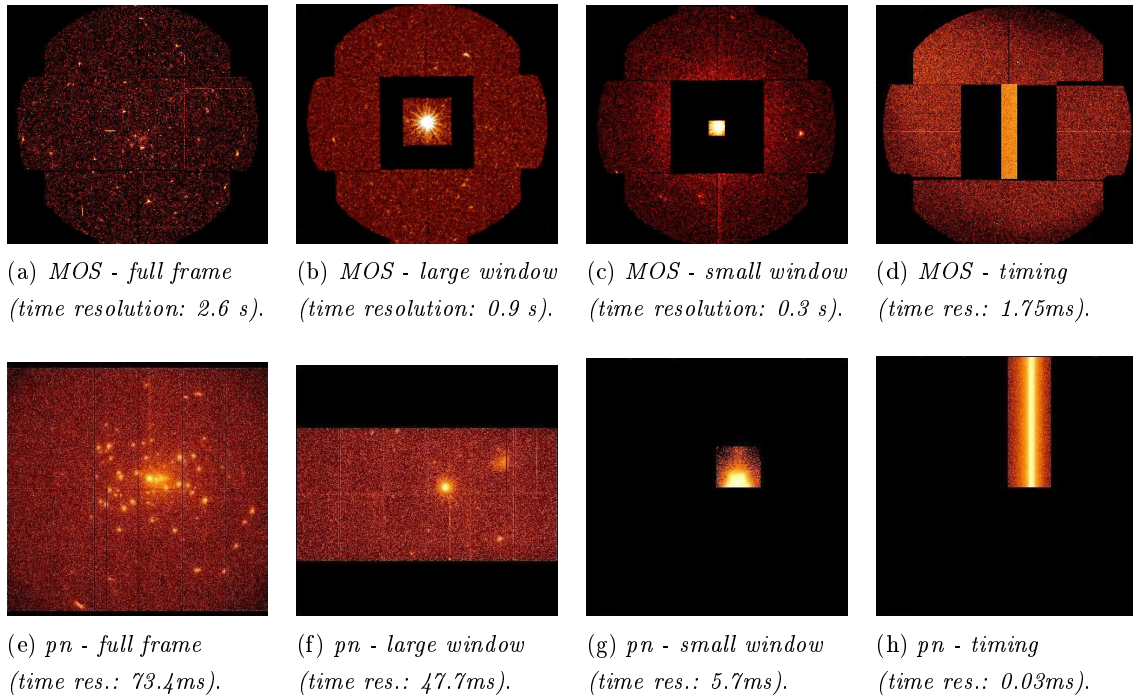 (a) MOS - full frame
(time resolution: 2.6 s).
(b) MOS - large window
(time resolution: 0.9 s).
(c) MOS - small window
(time resolution: 0.3 s).
(d) MOS - timing
(time res.: 1.75ms).
(e) pn - full frame
(time res.: 73.4ms).
(f) pn - large window
(time res.: 47.7ms).
(g) pn - small window
(time res.: 5.7ms).
(h) pn - timing
(time res.: 0.03ms).